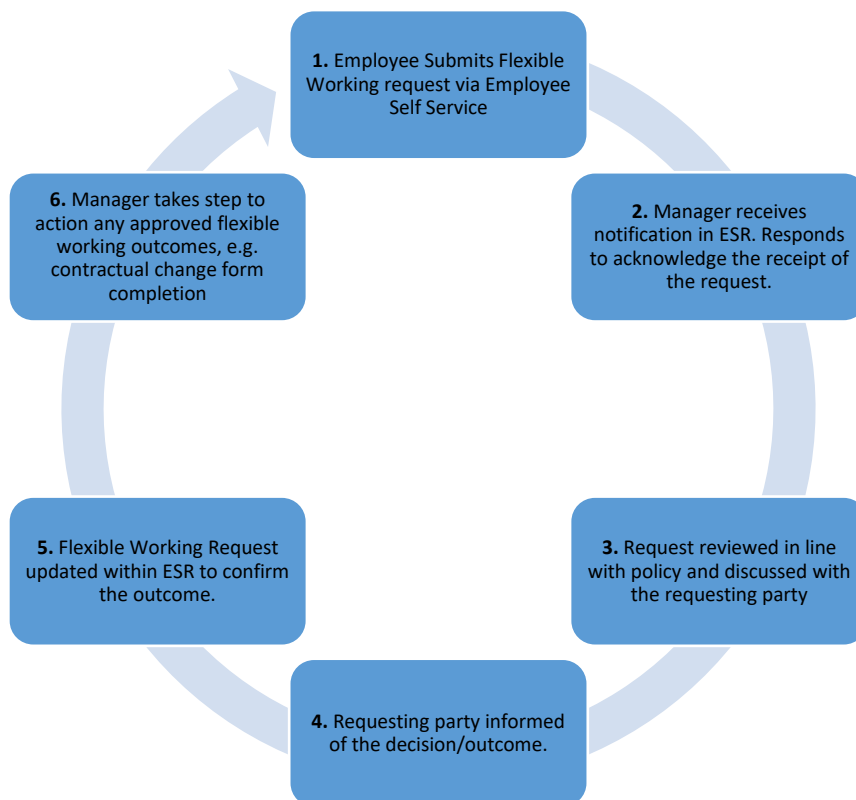 1. Employee Submits Flexible
Working request via Employee
Self Service
2. Manager receives
notification in ESR. Responds
to acknowledge the receipt of
the request.
3. Request reviewed in line
with policy and discussed with
the requesting party
4. Requesting party informed
of the decision/outcome.
5. Flexible Working Request
updated within ESR to confirm
the outcome.
6. Manager takes step to
action any approved flexible
working outcomes, e.g.
contractual change form
completion